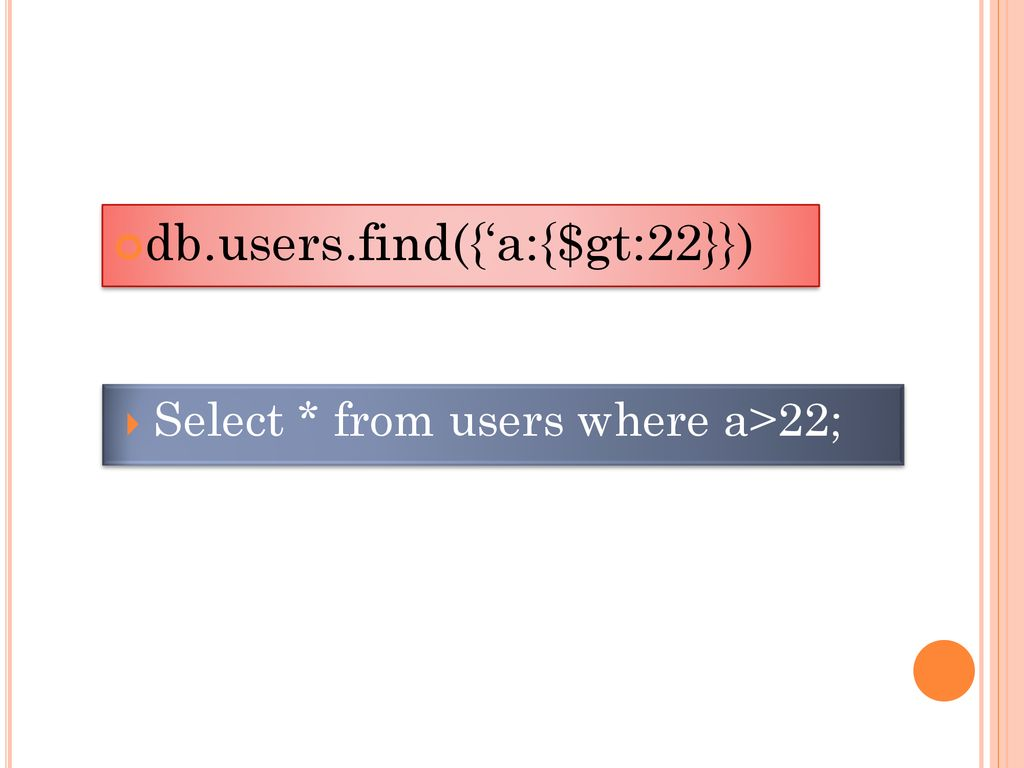 db.users.find({‘a:{$gt:22}})
Select * from users where a>22;